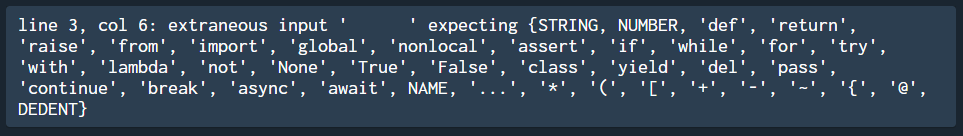 line 3, col 6: extraneous input '      ' expecting {STRING, NUMBER, 'def', 'return',
'raise', 'from', 'import', 'global', 'nonlocal', 'assert', 'if', 'while', 'for', 'try',
'with', 'lambda', 'not', 'None', 'True', 'False', 'class', 'yield', 'del', 'pass',
'continue', 'break', 'async', 'await', NAME, '...', '*', '(', '[', '+', '-', '~', '{', '@',
DEDENT}